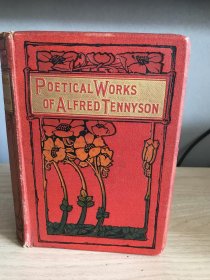 POETICAL WORKS
OF ALFRED TENNYSON